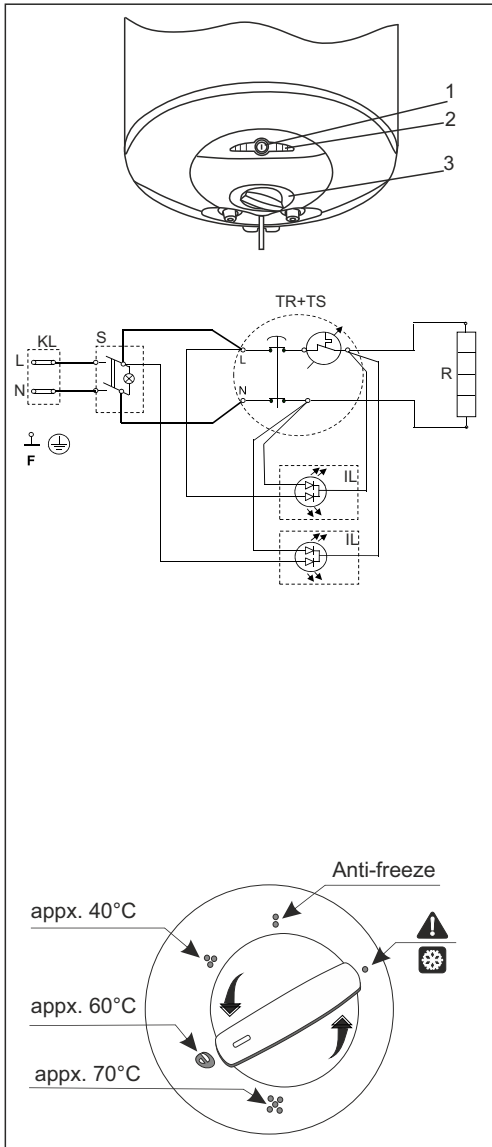 1
2
3
TR+TS
KL
S
L
L
R
N
N
F
IL
IL
Anti-freeze
appx. 40°C
appx. 60°C
appx. 70°C